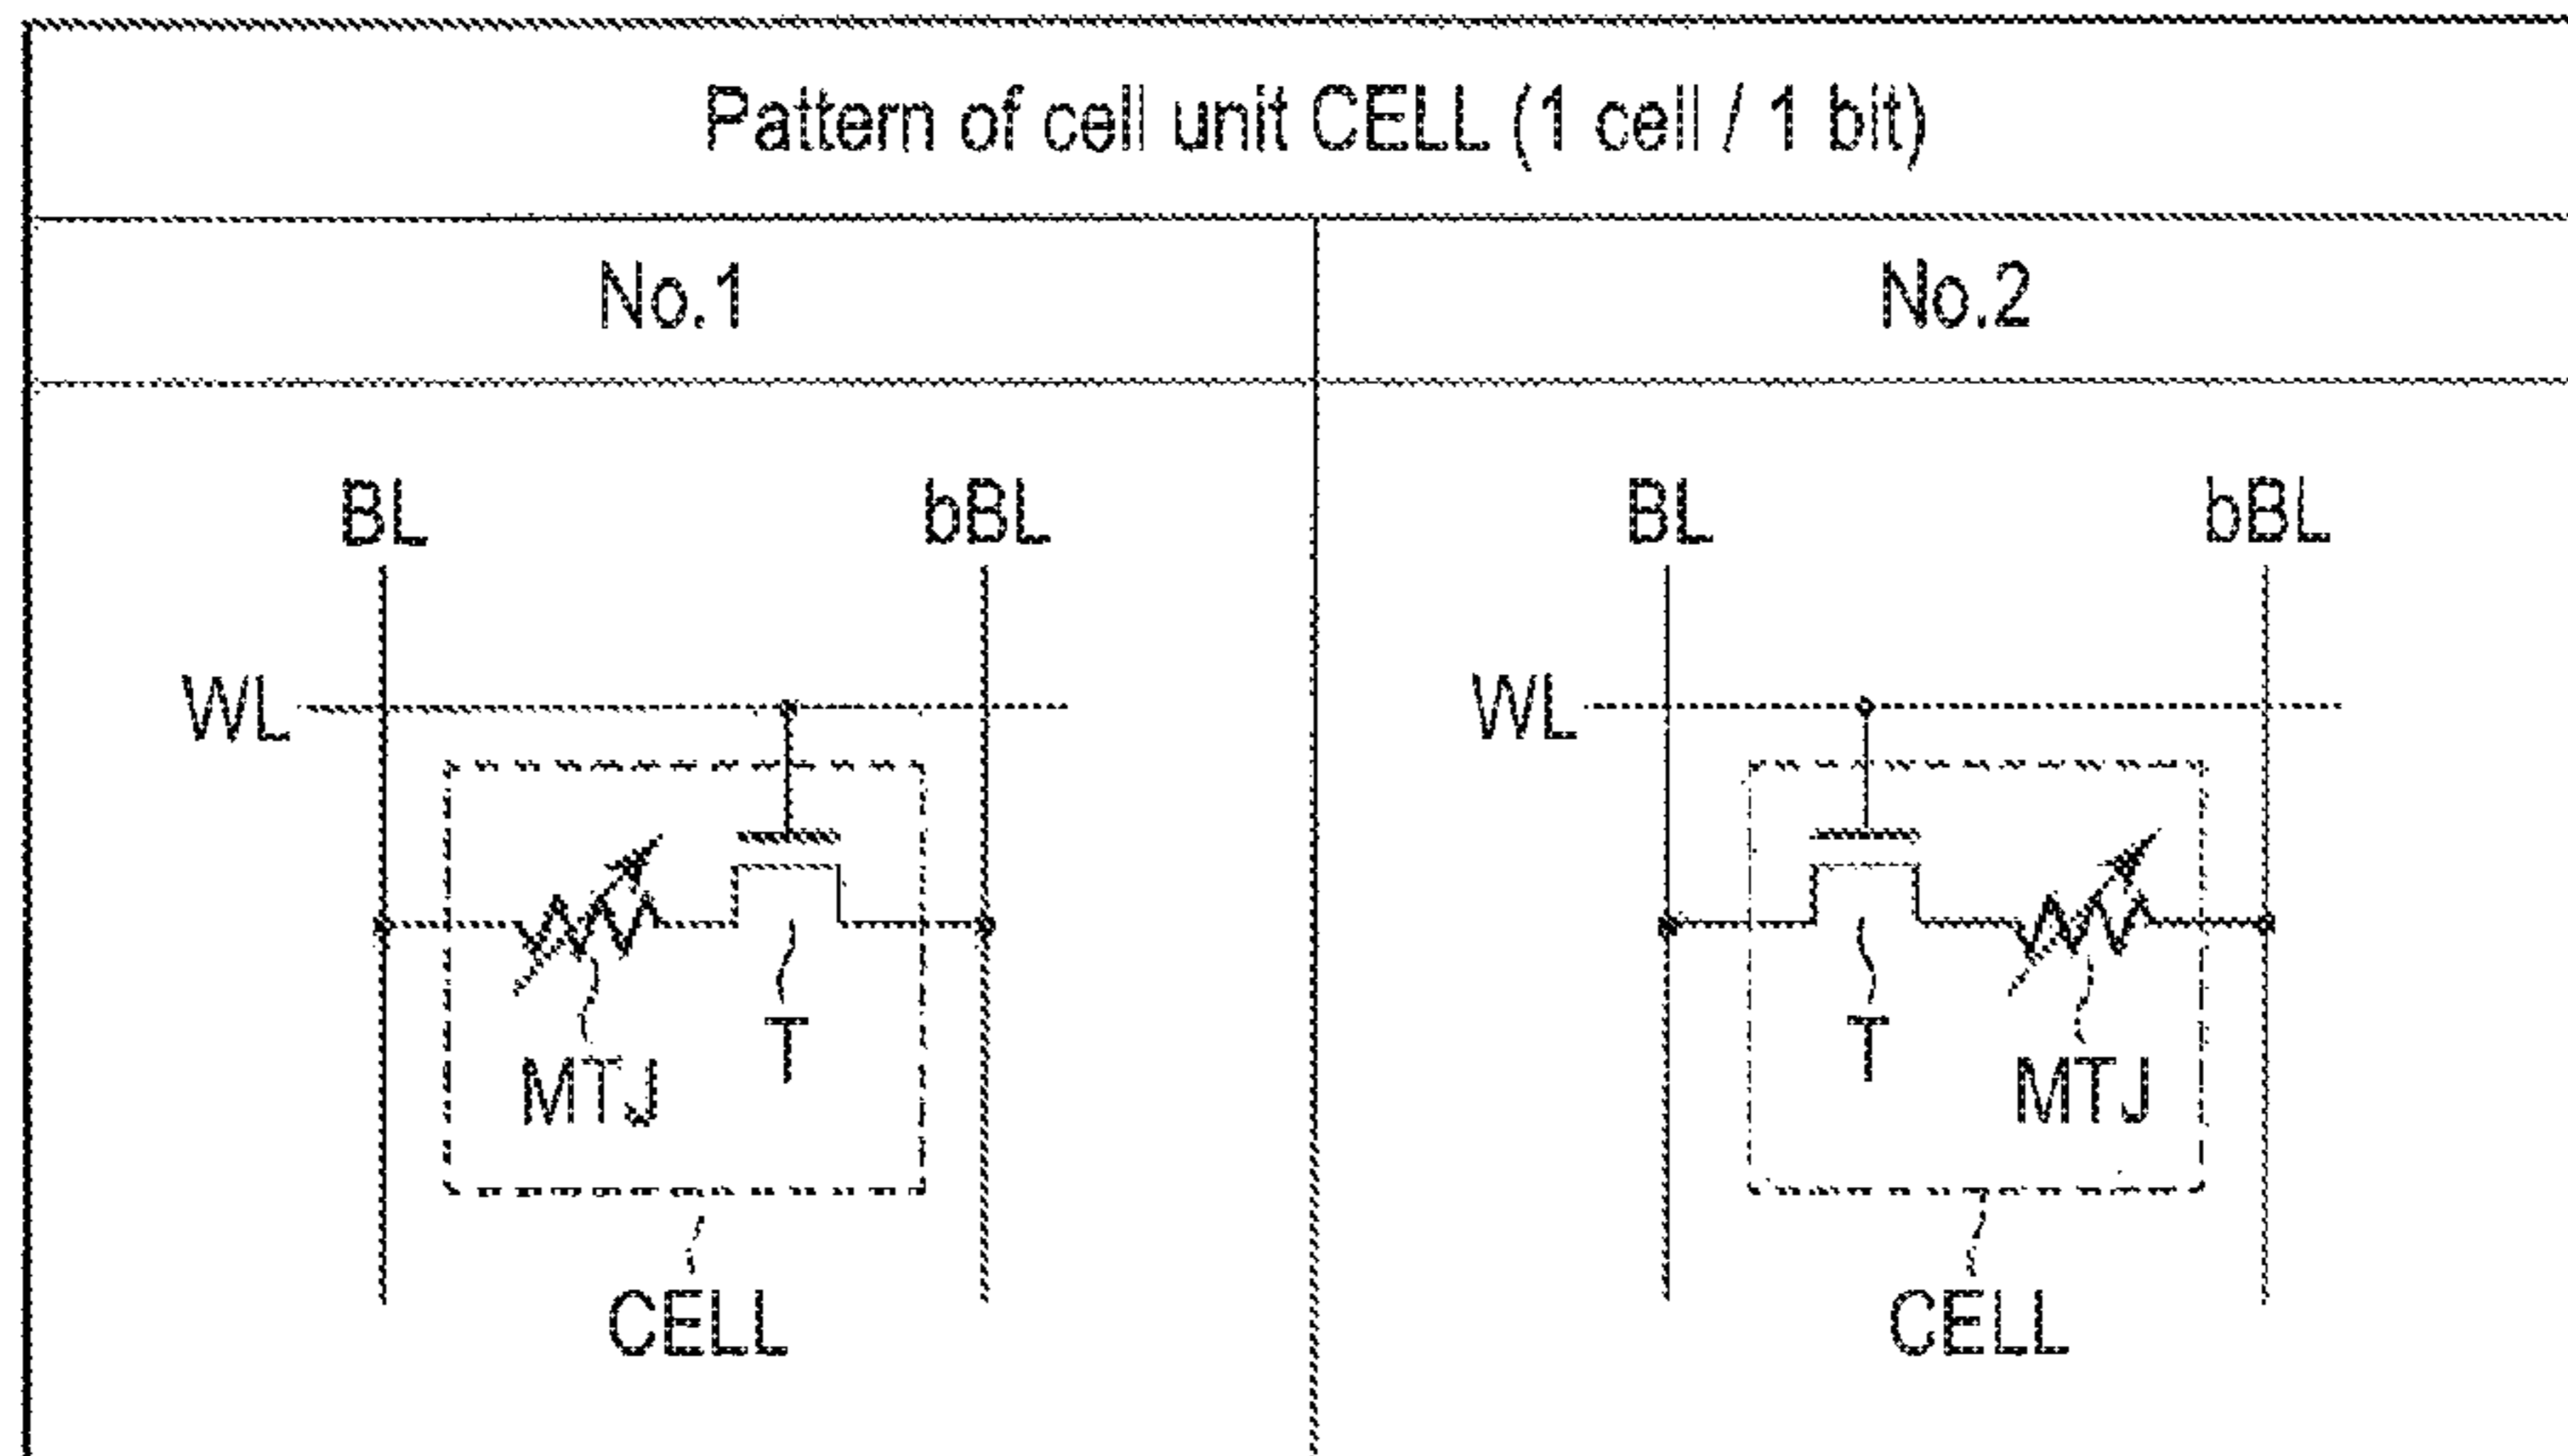 Pattern of cell unit CELL (1 cell / 1 bit)
No.1
No.2
BL
bBL
WL
MTJ
T
CELL
BL
bBL
WL
T
MTJ
CELL